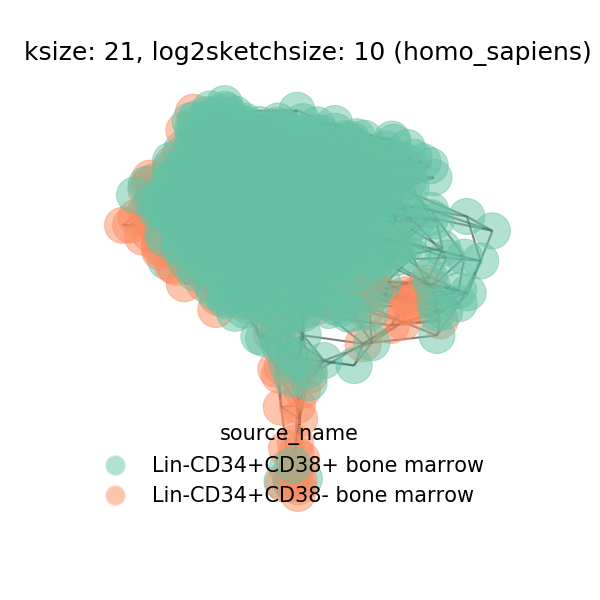 ksize: 21, log2sketchsize: 10 (homo_sapiens)
source_name
Lin-CD34+CD38+ bone marrow
Lin-CD34+CD38- bone marrow